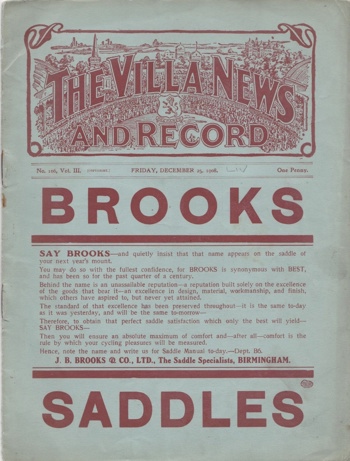 THE VILLA NEWS
AND RECORD
No. 116, Vol. III.
FRIDAY, DECEMBER 25, 1908.
One Penny.
BROOKS
SAY BROOKS—and quietly insist that that name appears on the saddle of
your next year's mount.
You may do so with the fullest confidence, for BROOKS is synonymous with BEST,
and has been so for the past quarter of a century.
Behind the name is an unassailable reputation—a reputation built solely on the excellence
of the goods that bear it—an excellence in design, material, workmanship, and finish,
which others have aspired to, but never yet attained.
The standard of that excellence has been preserved throughout—it is the same to-day
as it was yesterday, and will be the same to-morrow—
Therefore, to obtain that perfect saddle satisfaction which only the best will yield—
SAY BROOKS—
Then you will ensure an absolute maximum of comfort and—after all—comfort is the
rule by which your cycling pleasures will be measured.
Hence, note the name and write us for Saddle Manual to-day.—Dept. B6.
J. B. BROOKS & CO., LTD., The Saddle Specialists, BIRMINGHAM.
SADDLES